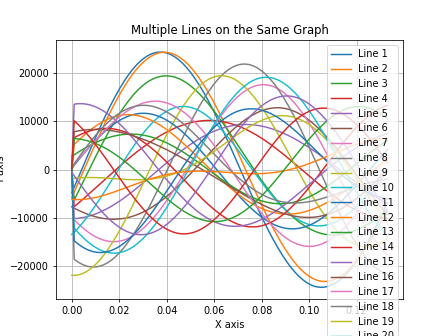 Multiple Lines on the Same Graph
20000
10000
0
−10000
−20000
0.00 0.02 0.04 0.06 0.08 0.10
X axis
Line 1
Line 2
Line 3
Line 4
Line 5
Line 6
Line 7
Line 8
Line 9
Line 10
Line 11
Line 12
Line 13
Line 14
Line 15
Line 16
Line 17
Line 18
Line 19
Line 20